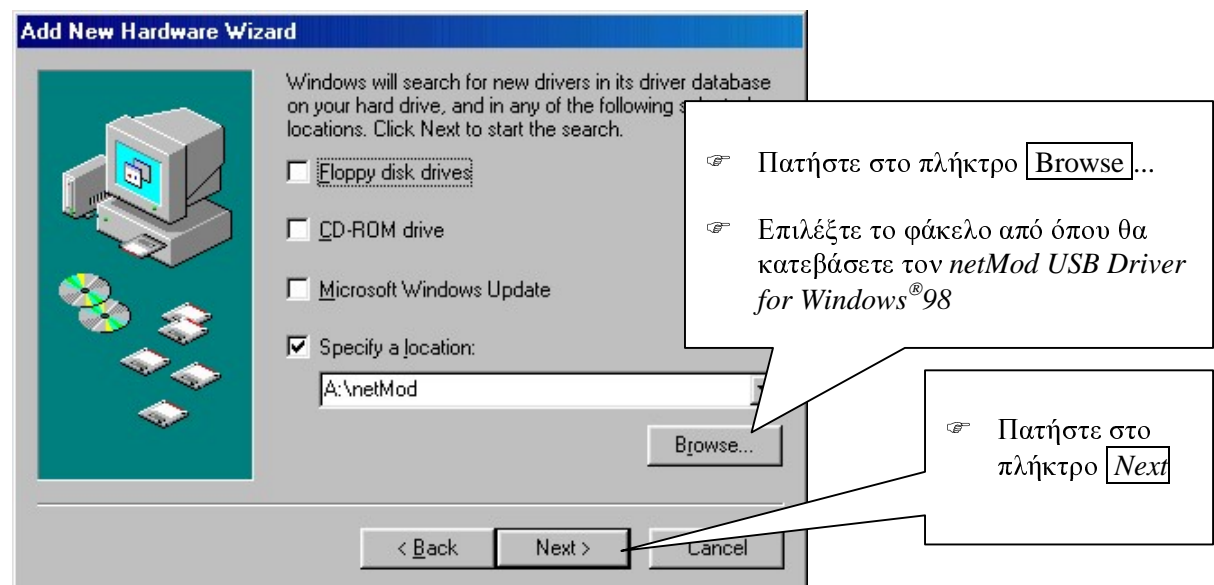 Add New Hardware Wizard
Windows will search for new drivers in its driver database
on your hard drive, and in any of the following
locations. Click Next to start the search.
Floppy disk drives
CD-ROM drive
Microsoft Windows Update
Specify a location:
A:\netMod
Browse...
< Back
Next >
Cancel
☞ Πατήστε στο πλήκτρο Browse...
☞ Επιλέξτε το φάκελο από όπου θα
κατεβάσετε τον netMod USB Driver
for Windows®98
☞ Πατήστε στο
πλήκτρο Next